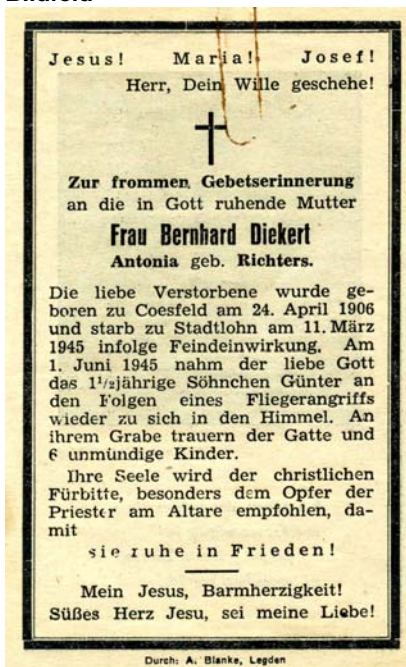 Jesus! Maria! Josef!
Herr, Dein Wille geschehe!
Zur frommen Gebetserinnerung
an die in Gott ruhende Mutter
Frau Bernhard Diekert
Antonia geb. Richters.
Die liebe Verstorbene wurde ge-
boren zu Coesfeld am 24. April 1906
und starb zu Stadtlohn am 11. März
1945 infolge Feindeinwirkung. Am
1. Juni 1945 nahm der liebe Gott
das 1½jährige Söhnchen Günter an
den Folgen eines Fliegerangriffs
wieder zu sich in den Himmel. An
ihrem Grabe trauern der Gatte und
6 unmündige Kinder.
Ihre Seele wird der christlichen
Fürbitte, besonders dem Opfer der
Priester am Altare empfohlen, da-
mit
sie ruhe in Frieden!
Mein Jesus, Barmherzigkeit!
Süßes Herz Jesu, sei meine Liebe!
Durch: A. Blanke, Legden